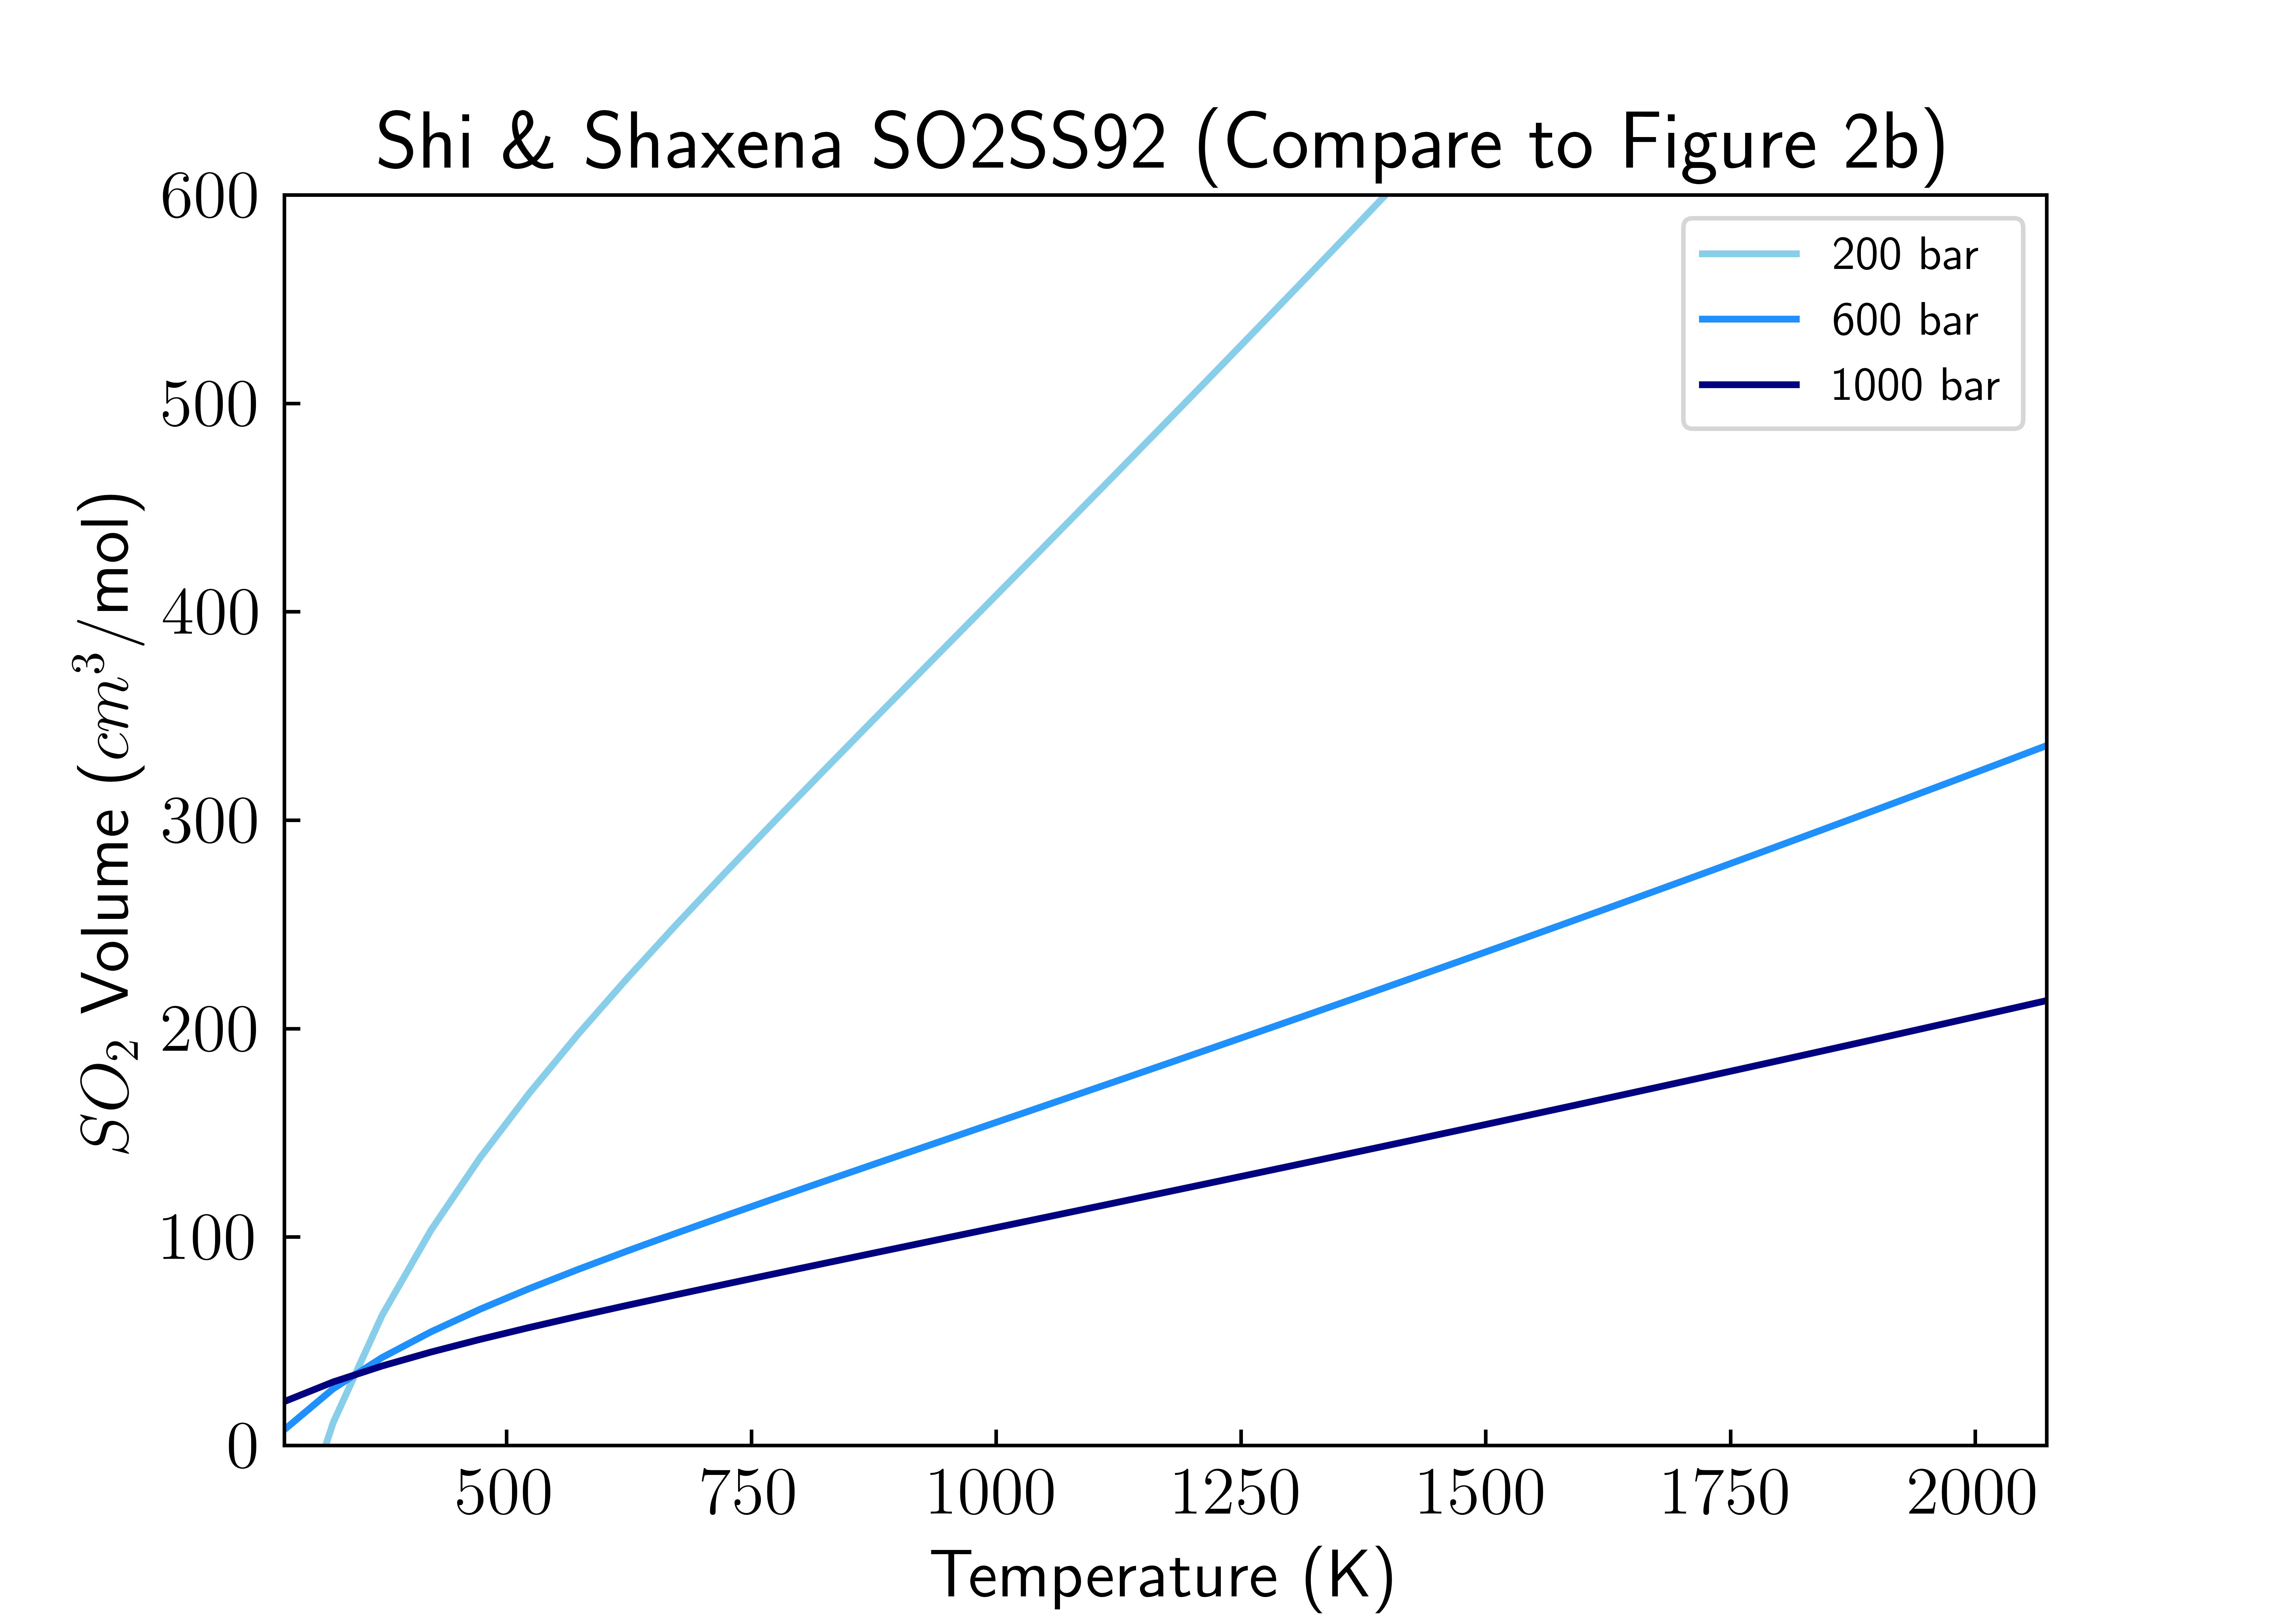 Shi & Shaxena SO2SS92 (Compare to Figure 2b)
600
500
400
300
200
100
0
SO₂ Volume (cm³/mol)
200 bar
600 bar
1000 bar
500 750 1000 1250 1500 1750 2000
Temperature (K)